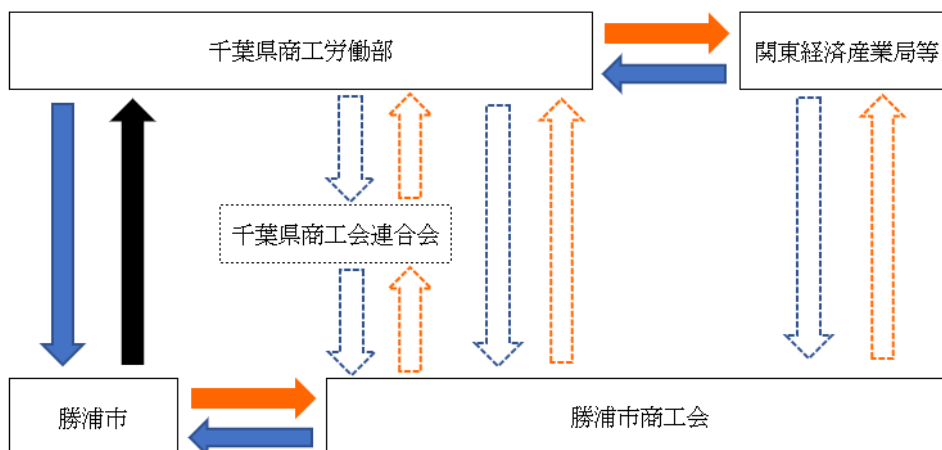 千葉県商工労働部
関東経済産業局等
千葉県商工会連合会
勝浦市
勝浦市商工会